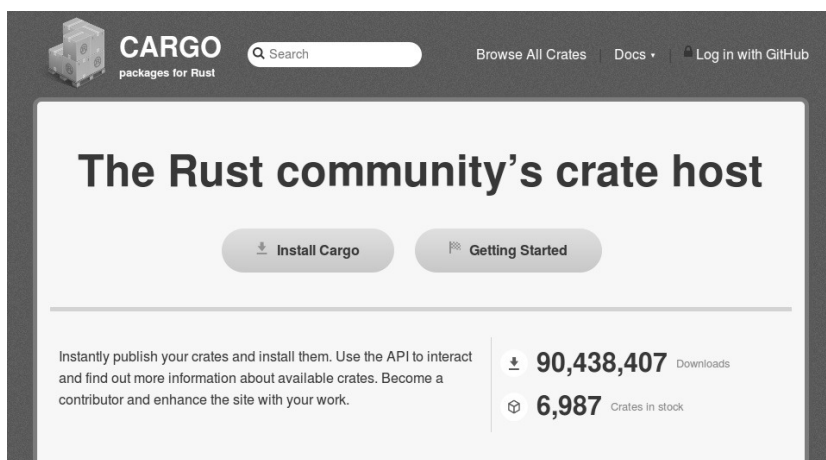 CARGO
packages for Rust
Search
Browse All Crates
Docs
Log in with GitHub
The Rust community’s crate host
Install Cargo
Getting Started
Instantly publish your crates and install them. Use the API to interact
and find out more information about available crates. Become a
contributor and enhance the site with your work.
90,438,407 Downloads
6,987 Crates in stock